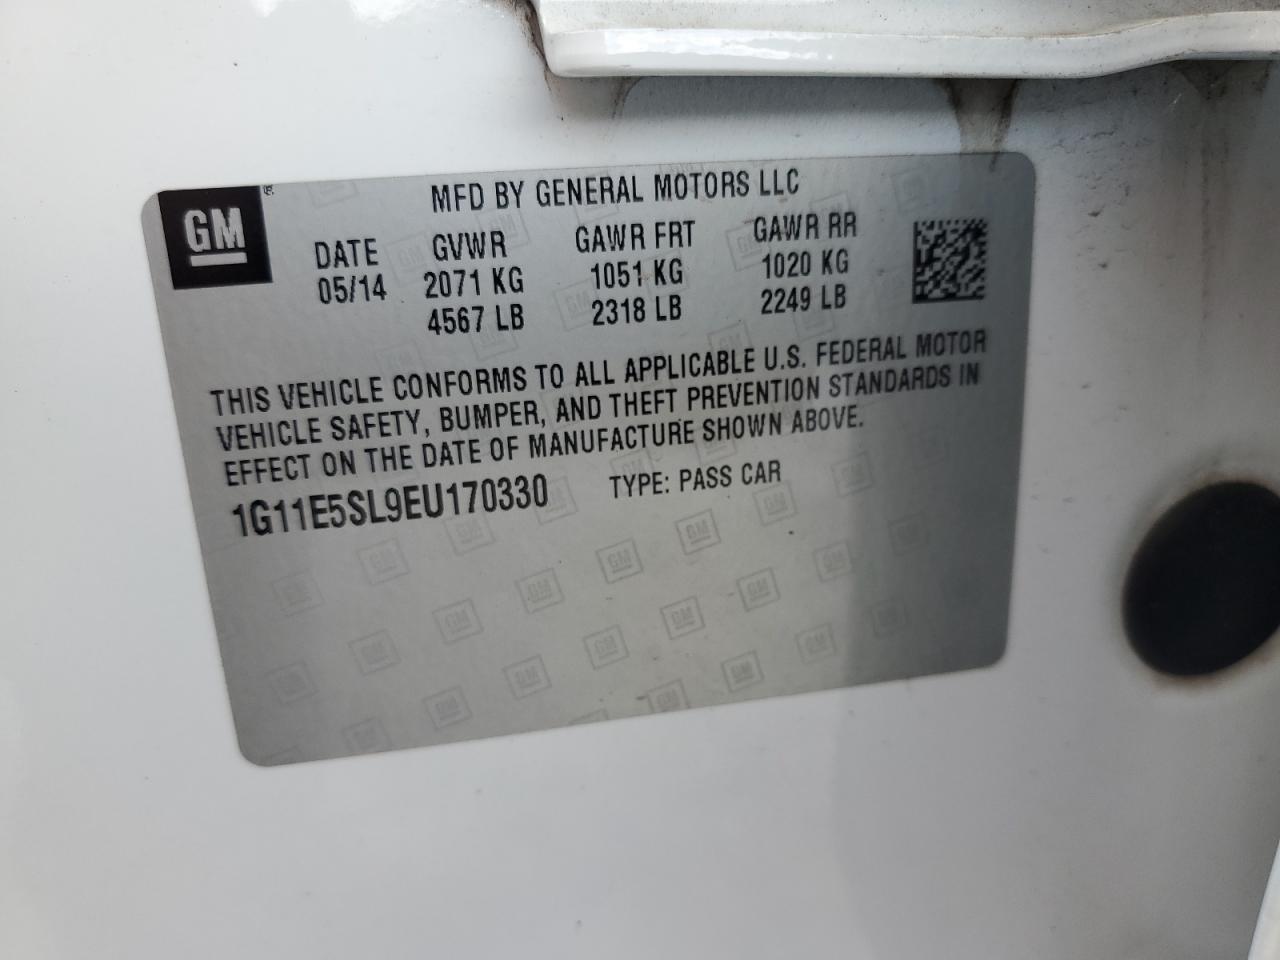 GM
MFD BY GENERAL MOTORS LLC
DATE GVWR GAWR FRT GAWR RR
05/14 2071 KG 1051 KG 1020 KG
4567 LB 2318 LB 2249 LB
THIS VEHICLE CONFORMS TO ALL APPLICABLE U.S. FEDERAL MOTOR
VEHICLE SAFETY, BUMPER, AND THEFT PREVENTION STANDARDS IN
EFFECT ON THE DATE OF MANUFACTURE SHOWN ABOVE.
1G11E5SL9EU170330 TYPE: PASS CAR